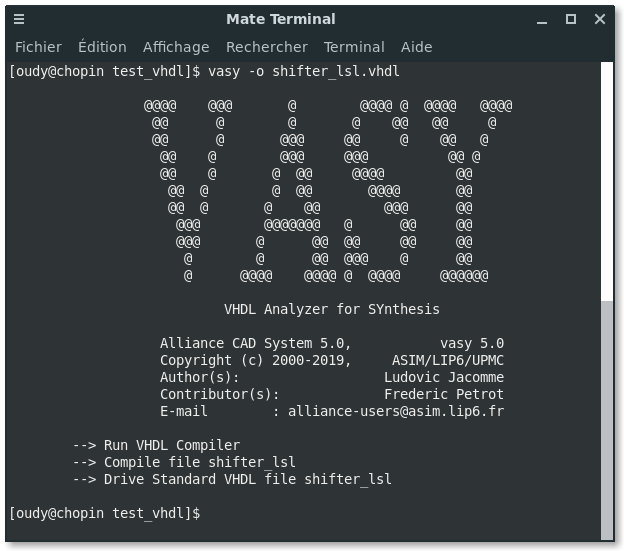 Mate Terminal
Fichier Édition Affichage Rechercher Terminal Aide
[oudy@chopin test_vhdl]$ vasy -o shifter_lsl.vhdl
@@@@ @@@ @ @@@@ @ @@@@ @@@@
@@ @ @ @ @@ @@ @
@@ @ @@@ @@ @ @@ @
@@ @ @@@ @@@ @@ @
@@ @ @ @@ @@@@ @@
@@ @ @ @@ @@@@ @@
@@ @ @ @@ @@@ @@
@@@ @@@@@@@ @ @@ @@
@@@ @ @@ @@ @@ @@
@ @ @@ @@@ @ @@
@ @@@@ @@@@ @ @@@@ @@@@@@
VHDL Analyzer for SYnthesis
Alliance CAD System 5.0, vasy 5.0
Copyright (c) 2000-2019, ASIM/LIP6/UPMC
Author(s): Ludovic Jacomme
Contributor(s): Frederic Petrot
E-mail : alliance-users@asim.lip6.fr
--> Run VHDL Compiler
--> Compile file shifter_lsl
--> Drive Standard VHDL file shifter_lsl
[oudy@chopin test_vhdl]$